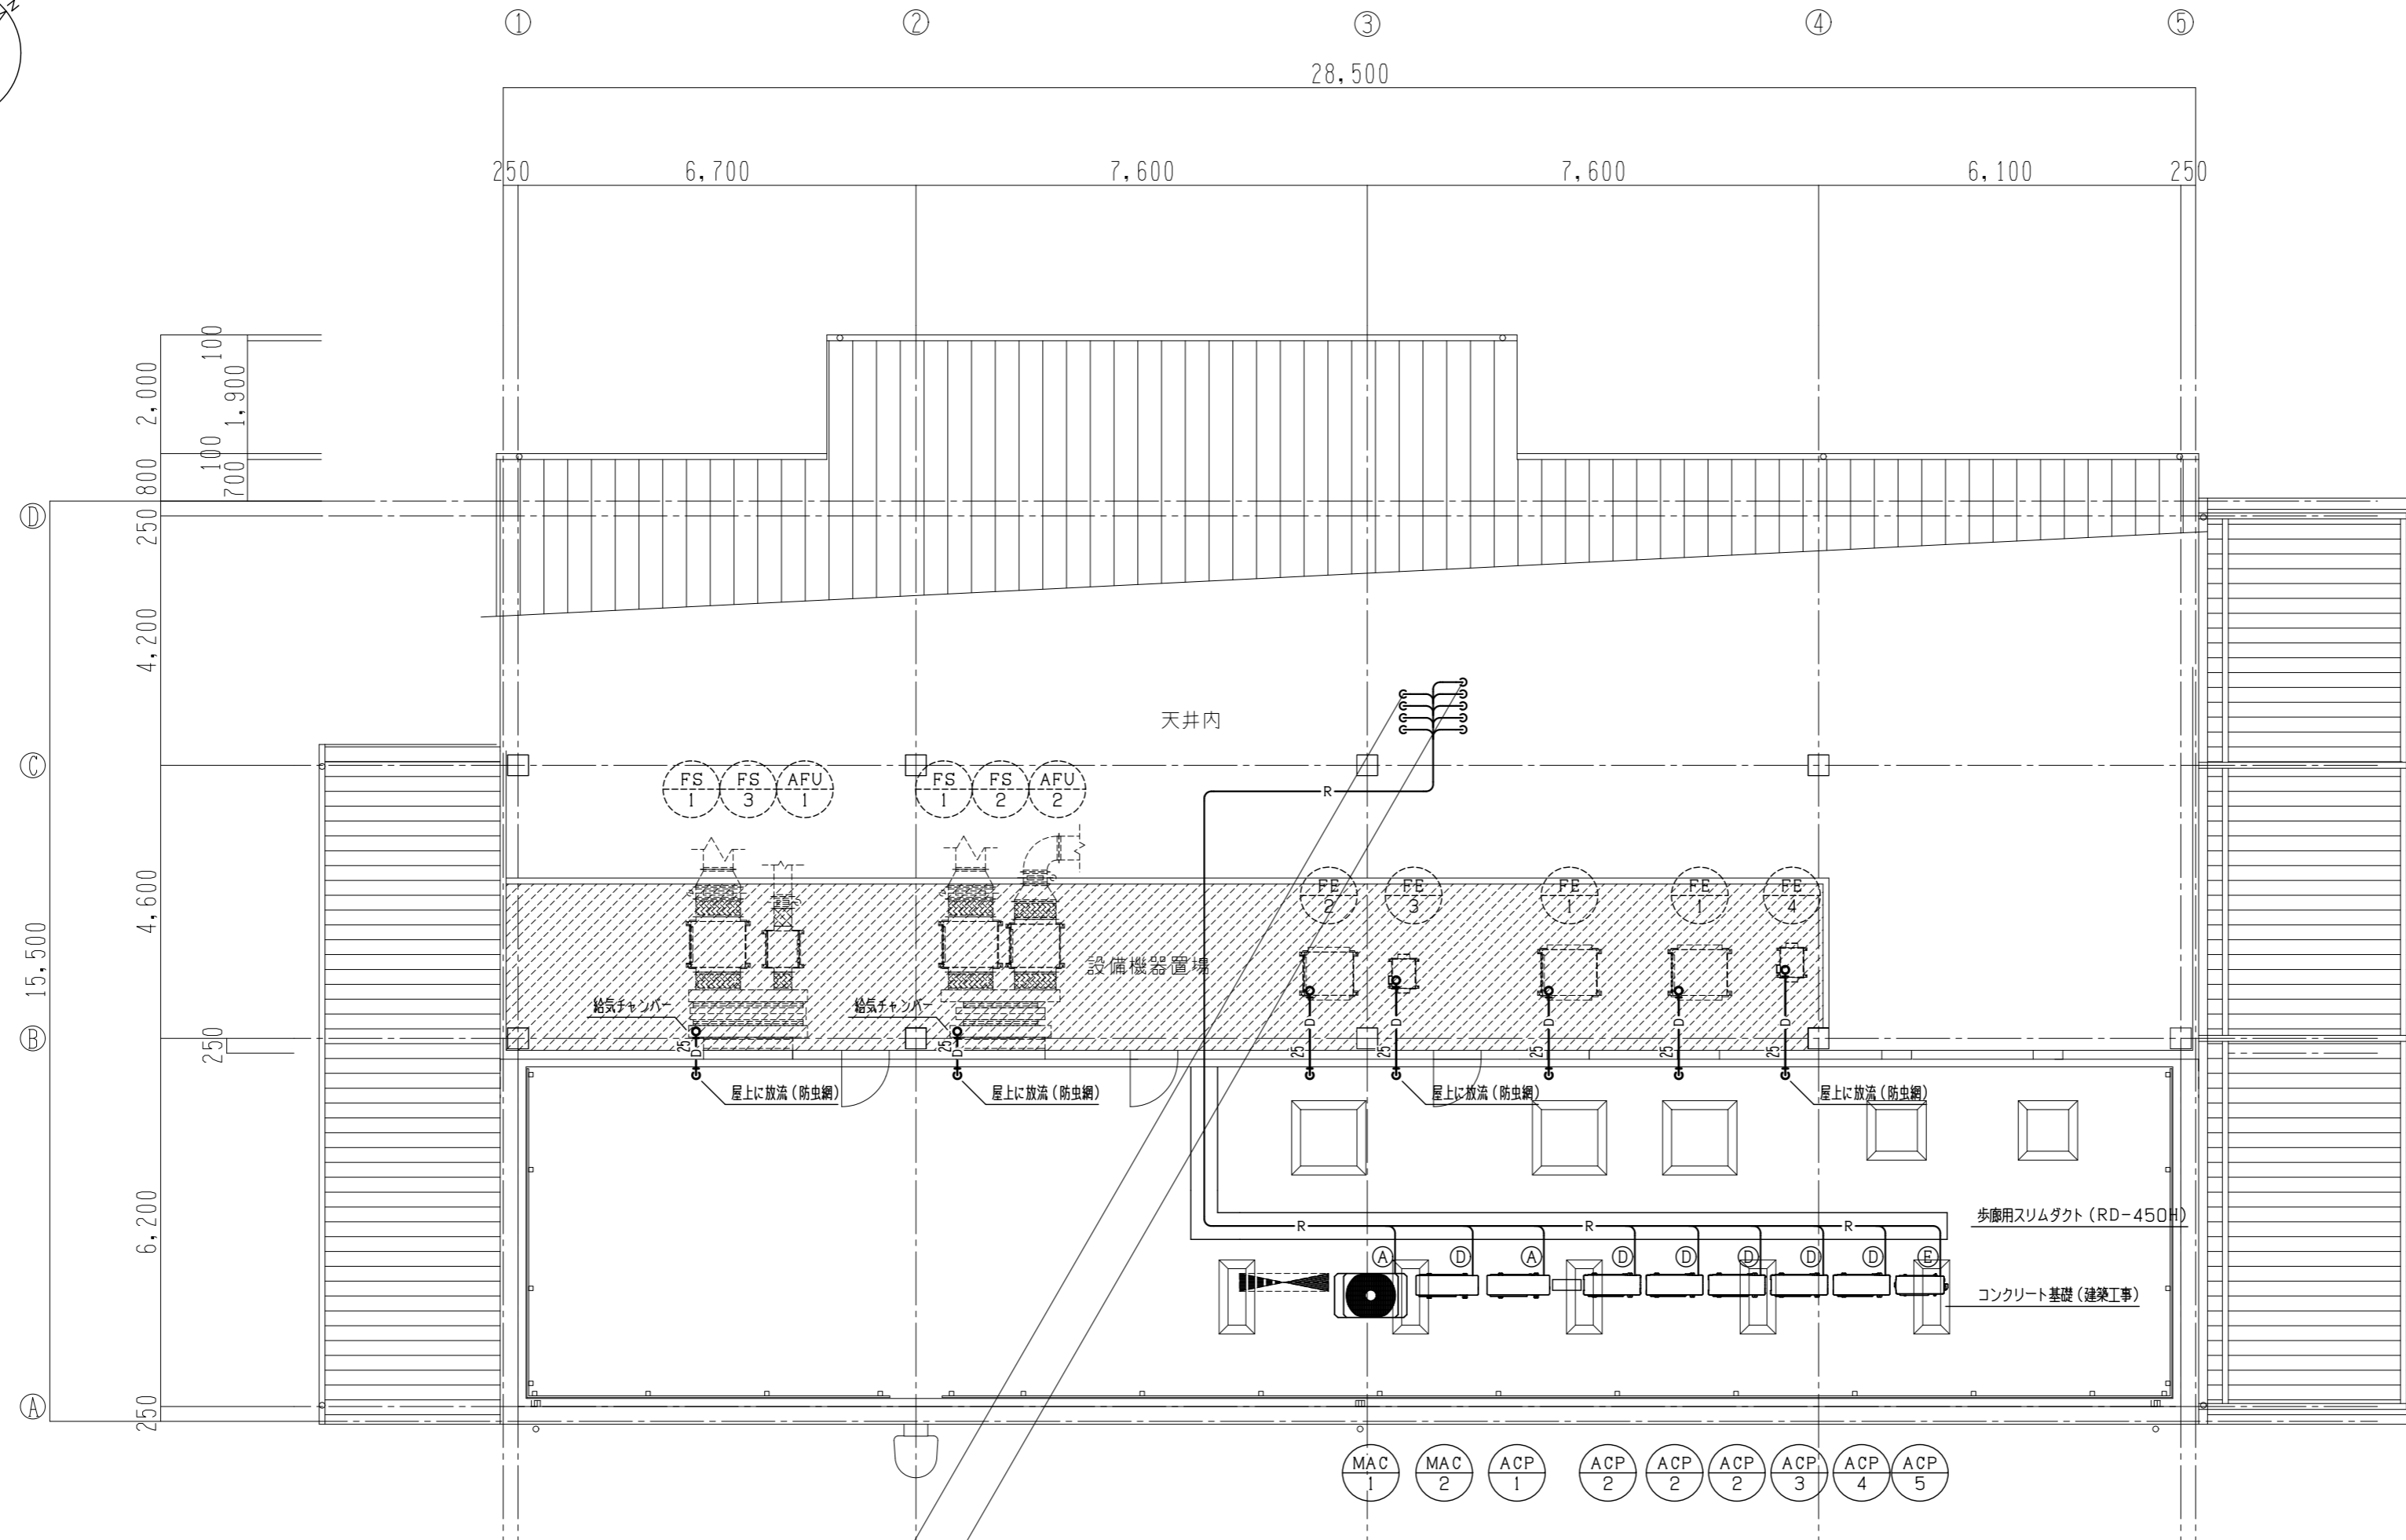 N
① ② ③ ④ ⑤
28,500
250 6,700 7,600 7,600 6,100 250
100
2,000
1,900
100
800
700
Ⓓ
250
4,200
天井内
Ⓒ
FS 1
FS 3
AFU 1
FS 1
FS 2
AFU 2
R
4,600
15,500
FE 2
FE 3
FE 1
FE 1
FE 4
設備機器置場
給気チャンバー
給気チャンバー
Ⓑ
250
25 D
25 D
25 D
25 D
25 D
25 D
25 D
屋上に放流(防虫網)
屋上に放流(防虫網)
屋上に放流(防虫網)
屋上に放流(防虫網)
6,200
歩廊用スリムダクト(RD-450H)
R R R
Ⓐ Ⓓ Ⓐ Ⓓ Ⓓ Ⓓ Ⓓ Ⓓ Ⓔ
コンクリート基礎(建築工事)
Ⓐ
250
MAC 1
MAC 2
ACP 1
ACP 2
ACP 2
ACP 2
ACP 3
ACP 4
ACP 5